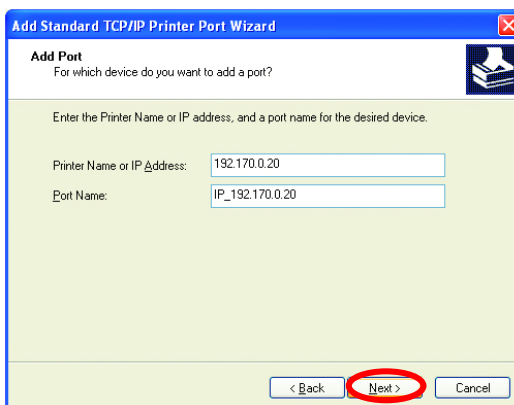 Add Standard TCP/IP Printer Port Wizard
Add Port
For which device do you want to add a port?
Enter the Printer Name or IP address, and a port name for the desired device.
Printer Name or IP Address: 192.170.0.20
Port Name: IP_192.170.0.20
< Back Next > Cancel